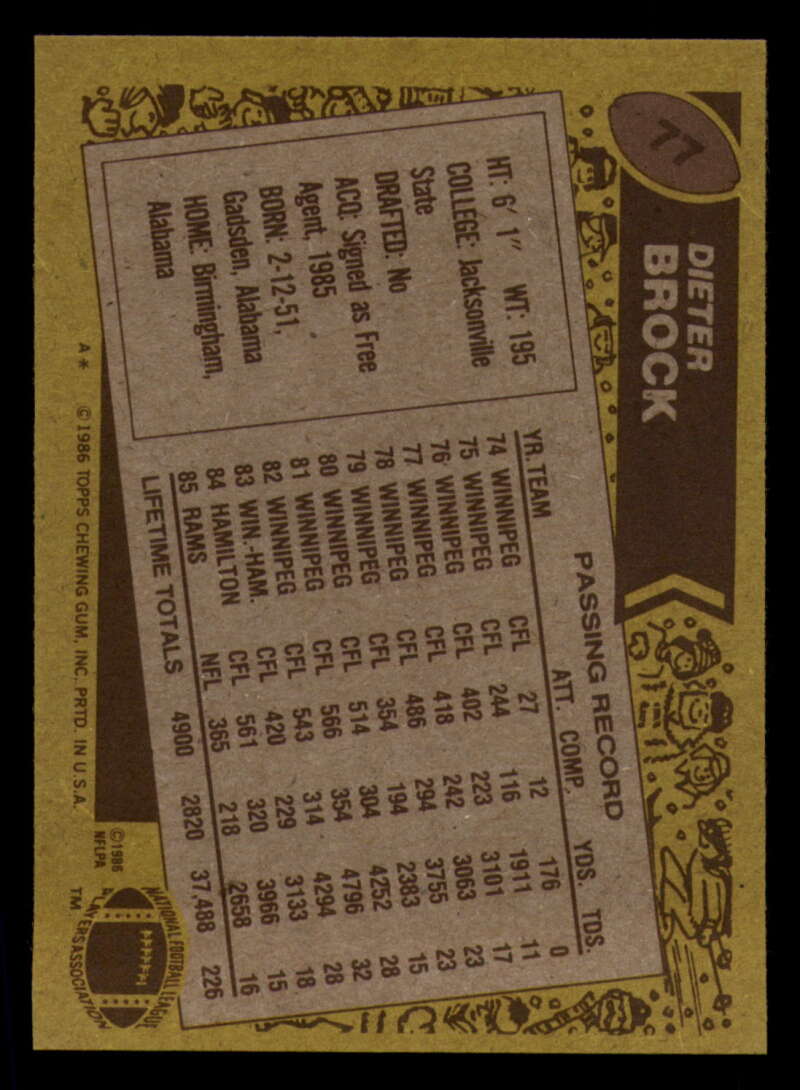 77
DIETER
BROCK
HT: 6' 1" WT: 195
COLLEGE: Jacksonville
State
DRAFTED: No
ACQ: Signed as Free
Agent, 1985
BORN: 2-12-51,
Gadsden, Alabama
HOME: Birmingham,
Alabama
PASSING RECORD
YR. TEAM ATT. COMP. YDS. TDS.
74 WINNIPEG CFL 27 12 176 0
75 WINNIPEG CFL 244 116 1911 11
76 WINNIPEG CFL 402 223 3101 17
77 WINNIPEG CFL 418 242 3063 23
78 WINNIPEG CFL 486 294 3755 23
79 WINNIPEG CFL 354 194 2383 15
80 WINNIPEG CFL 514 304 4252 28
81 WINNIPEG CFL 566 354 4796 32
82 WINNIPEG CFL 543 314 4294 28
83 WIN.-HAM. CFL 420 229 3133 18
84 HAMILTON CFL 561 320 3966 15
85 RAMS NFL 365 218 2658 16
LIFETIME TOTALS 4900 2820 37,488 226
A* ©1986 TOPPS CHEWING GUM, INC. PRTD. IN U.S.A.
©1986
NFLPA
NATIONAL FOOTBALL LEAGUE
PLAYERS ASSOCIATION
TM